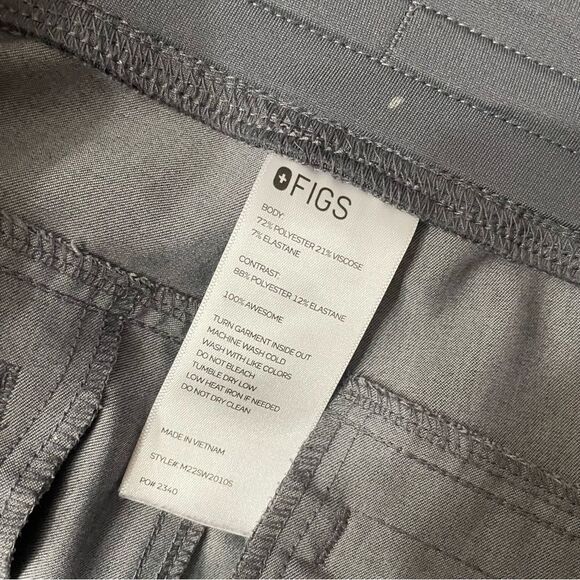 FIGS
BODY:
72% POLYESTER 21% VISCOSE
7% ELASTANE
CONTRAST:
88% POLYESTER 12% ELASTANE
100% AWESOME
TURN GARMENT INSIDE OUT
MACHINE WASH COLD
WASH WITH LIKE COLORS
DO NOT BLEACH
TUMBLE DRY LOW
LOW HEAT IRON IF NEEDED
DO NOT DRY CLEAN
MADE IN VIETNAM
STYLE#: M22SW2010S
PO# 2340